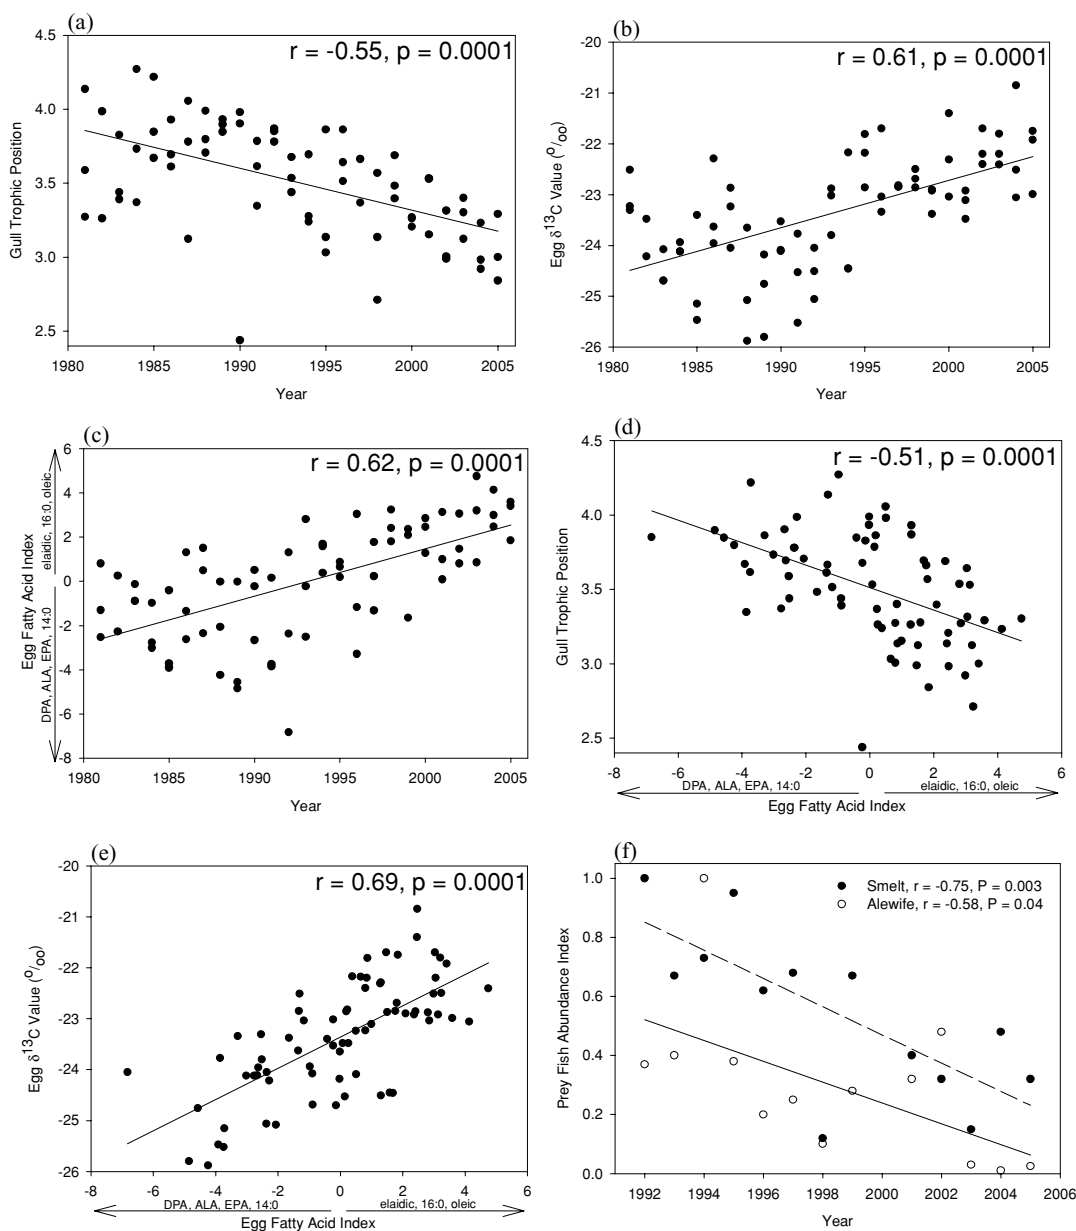 (a)
r = -0.55, p = 0.0001
4.5
4.0
3.5
3.0
2.5
Gull Trophic Position
1980 1985 1990 1995 2000 2005
Year
(b)
r = 0.61, p = 0.0001
-20
-21
-22
-23
-24
-25
-26
Egg δ13C Value (o/oo)
1980 1985 1990 1995 2000 2005
Year
(c)
r = 0.62, p = 0.0001
6
4
2
0
-2
-4
-6
-8
Egg Fatty Acid Index
DPA, ALA, EPA, 14:0
elaidic, 16:0, oleic
1980 1985 1990 1995 2000 2005
Year
(d)
r = -0.51, p = 0.0001
4.5
4.0
3.5
3.0
2.5
Gull Trophic Position
-8 -6 -4 -2 0 2 4 6
DPA, ALA, EPA, 14:0 elaidic, 16:0, oleic
Egg Fatty Acid Index
(e)
r = 0.69, p = 0.0001
-20
-21
-22
-23
-24
-25
-26
Egg δ13C Value (o/oo)
-8 -6 -4 -2 0 2 4 6
DPA, ALA, EPA, 14:0 elaidic, 16:0, oleic
Egg Fatty Acid Index
(f)
Smelt, r = -0.75, P = 0.003
Alewife, r = -0.58, P = 0.04
1.0
0.8
0.6
0.4
0.2
0.0
Prey Fish Abundance Index
1992 1994 1996 1998 2000 2002 2004 2006
Year